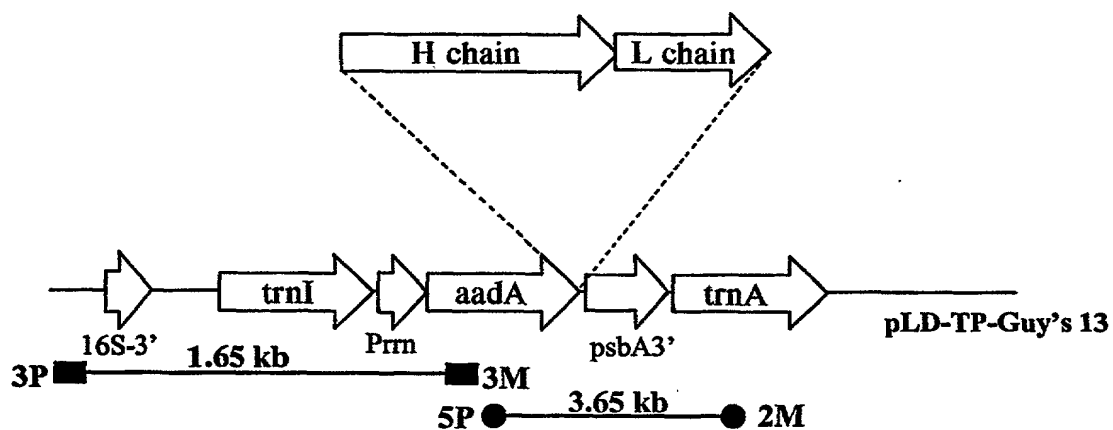 H chain L chain
trnI aadA trnA
16S-3' Prrn psbA3' pLD-TP-Guy's 13
3P 1.65 kb 3M
5P 3.65 kb 2M